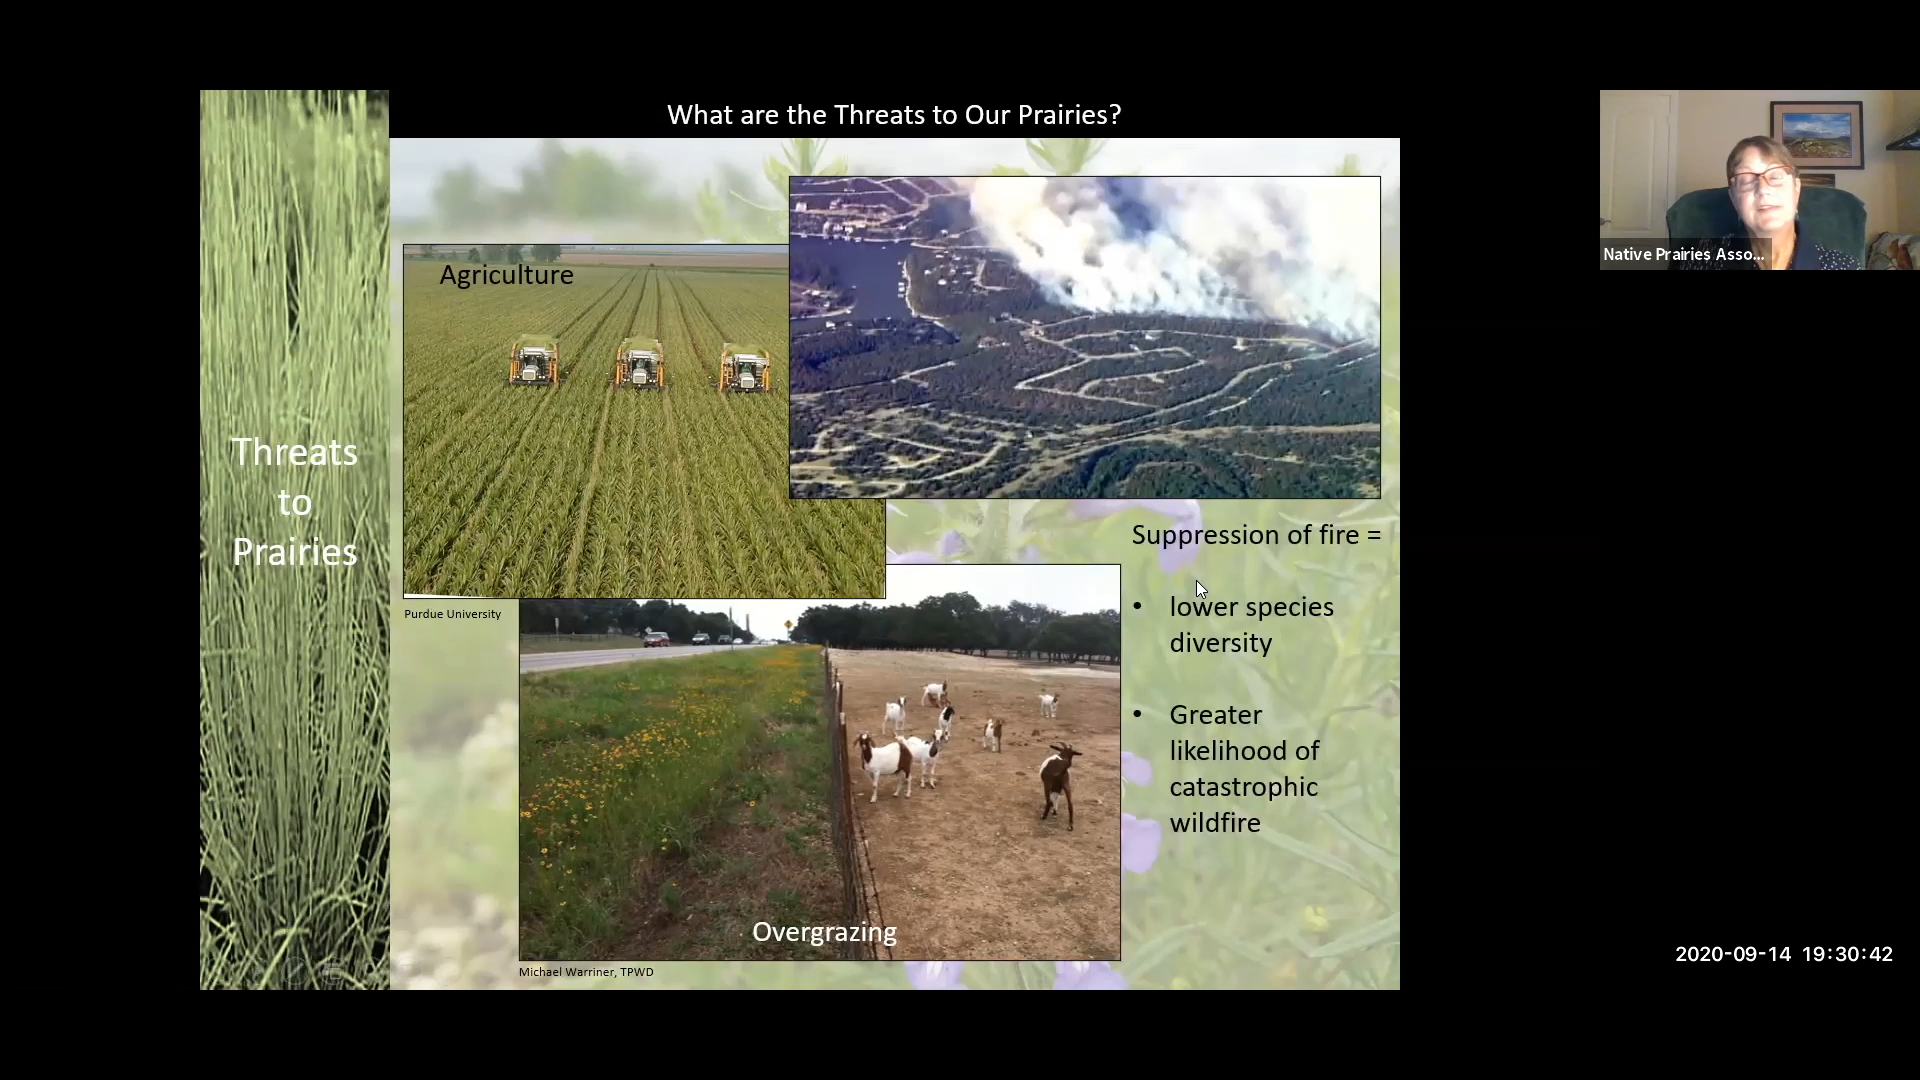 What are the Threats to Our Prairies?
Threats
to
Prairies
Agriculture
Purdue University
Suppression of fire =
• lower species
diversity
• Greater
likelihood of
catastrophic
wildfire
Overgrazing
Michael Warriner, TPWD
Native Prairies Asso...
2020-09-14 19:30:42